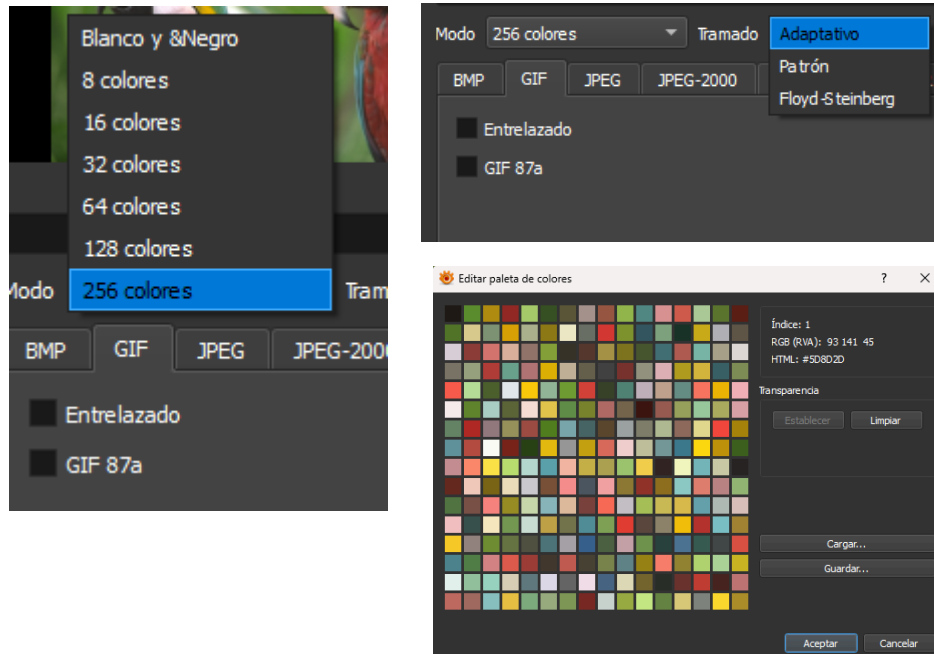 Blanco y &Negro
8 colores
16 colores
32 colores
64 colores
128 colores
256 colores
Modo
Tram
BMP GIF JPEG JPEG-2000
Entrelazado
GIF 87a
Modo 256 colores Tramado Adaptativo
Patrón
Floyd-Steinberg
BMP GIF JPEG JPEG-2000
Entrelazado
GIF 87a
Editar paleta de colores ? X
Índice: 1
RGB (RVA): 93 141 45
HTML: #5D8D2D
Transparencia
Establecer Limpiar
Cargar...
Guardar...
Aceptar Cancelar